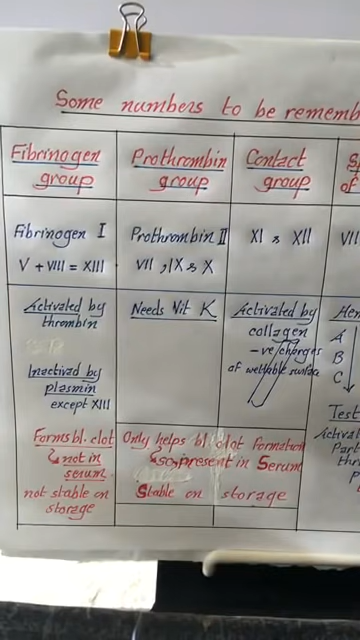 Some numbers to be rememb
Fibrinogen
group
Prothrombin
group
Contact
group
of
Fibrinogen I
V + VIII = XIII
Prothrombin II
VII , IX & X
XI & XII
VII
Activated by
thrombin
Inactivated by
plasmin
except XIII
Needs Vit K
Activated by
collagen
-ve charges
of wettable surface
A
B
C
Test
Activat
Part
thr
P
Forms bl. clot
not in
serum
not stable on
storage
Only helps bl clot formation
so, present in Serum
Stable on storage